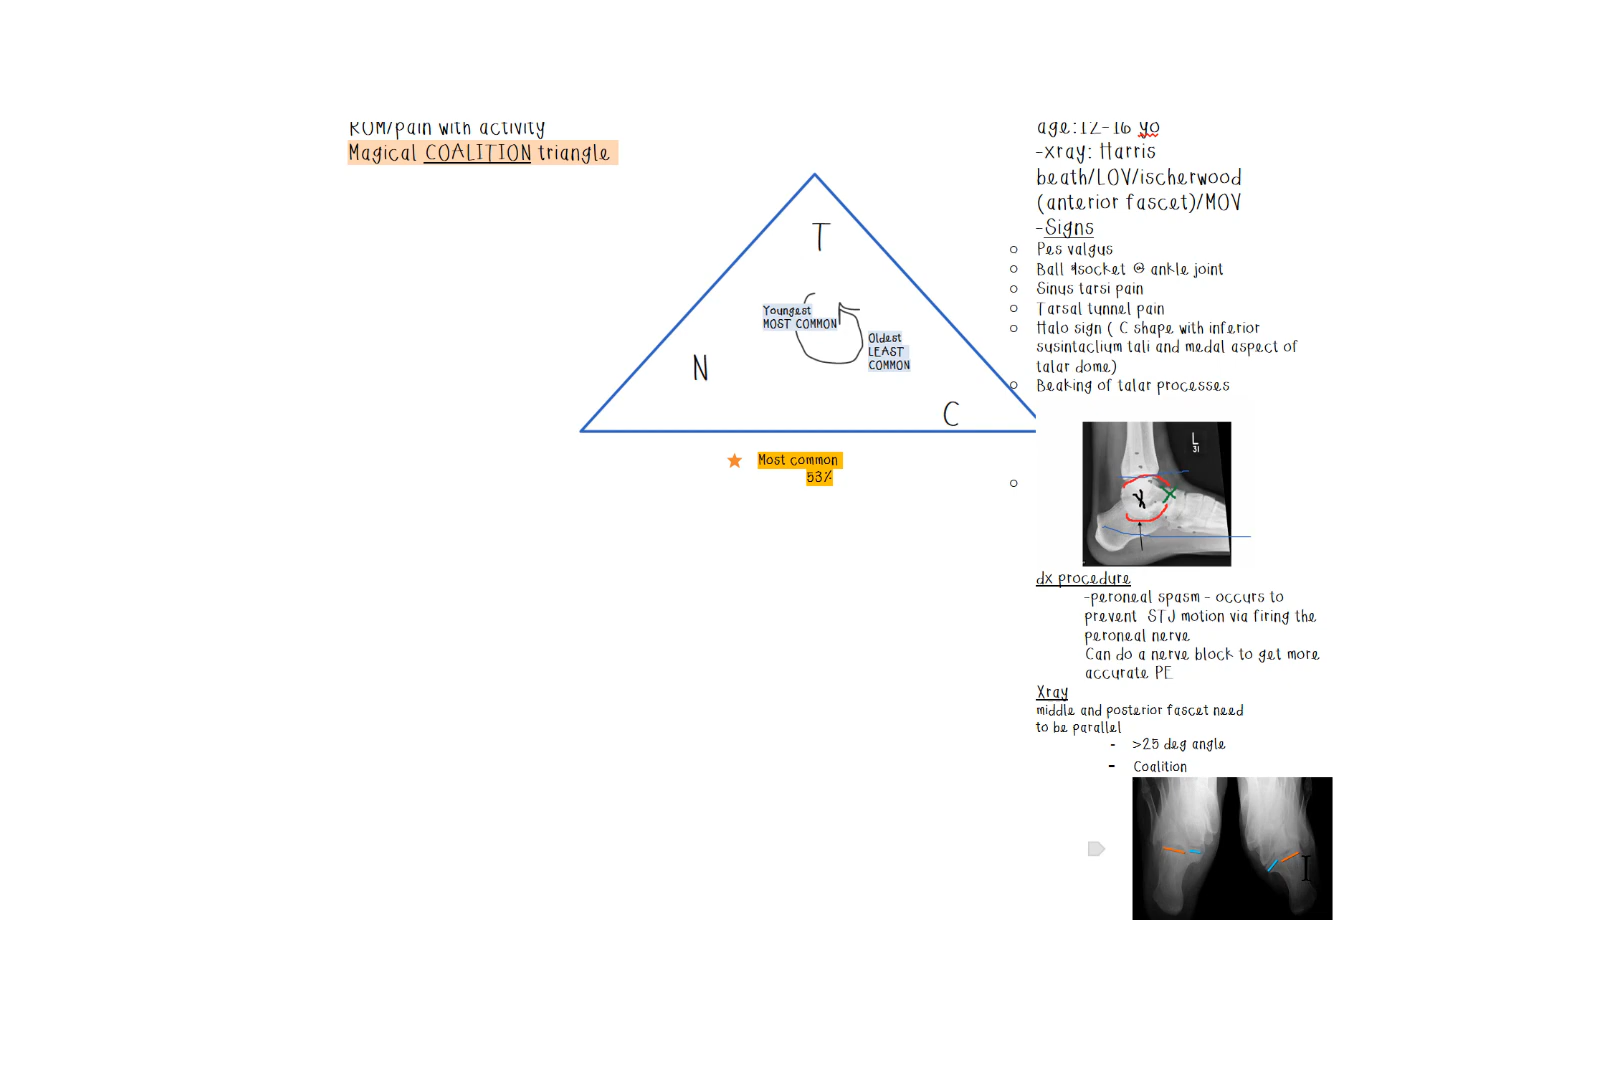 ROM/pain with activity
Magical COALITION triangle
T
Youngest
MOST COMMON
Oldest
LEAST
COMMON
N
C
Most common
53%
age:12-16 yo
-xray: Harris
beath/LOV/ischerwood
(anterior fascet)/MOV
-Signs
Pes valgus
Ball &socket @ ankle joint
Sinus tarsi pain
Tarsal tunnel pain
Halo sign ( C shape with inferior
susintaclium tali and medal aspect of
talar dome)
Beaking of talar processes
L
31
X
X
dx procedure
-peroneal spasm - occurs to
prevent STJ motion via firing the
peroneal nerve
Can do a nerve block to get more
accurate PE
Xray
middle and posterior fascet need
to be parallel
- >25 deg angle
- Coalition